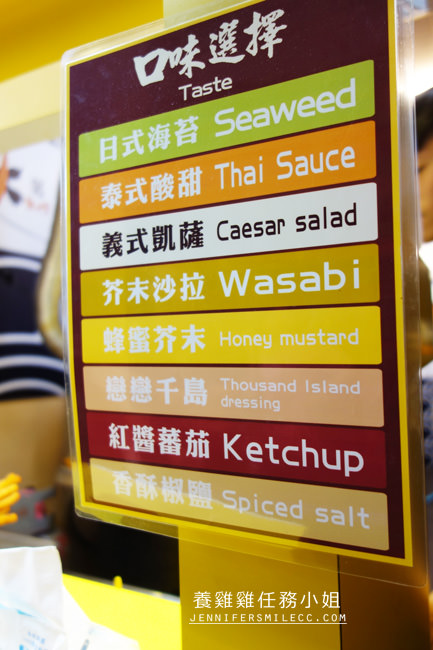 口味選擇
Taste
日式海苔 Seaweed
泰式酸甜 Thai Sauce
義式凱薩 Caesar salad
芥末沙拉 Wasabi
蜂蜜芥末 Honey mustard
戀戀千島 Thousand Island
dressing
紅醬蕃茄 Ketchup
香酥椒鹽 Spiced salt
養雞雞任務小姐
JENNIFERSMILECC.COM